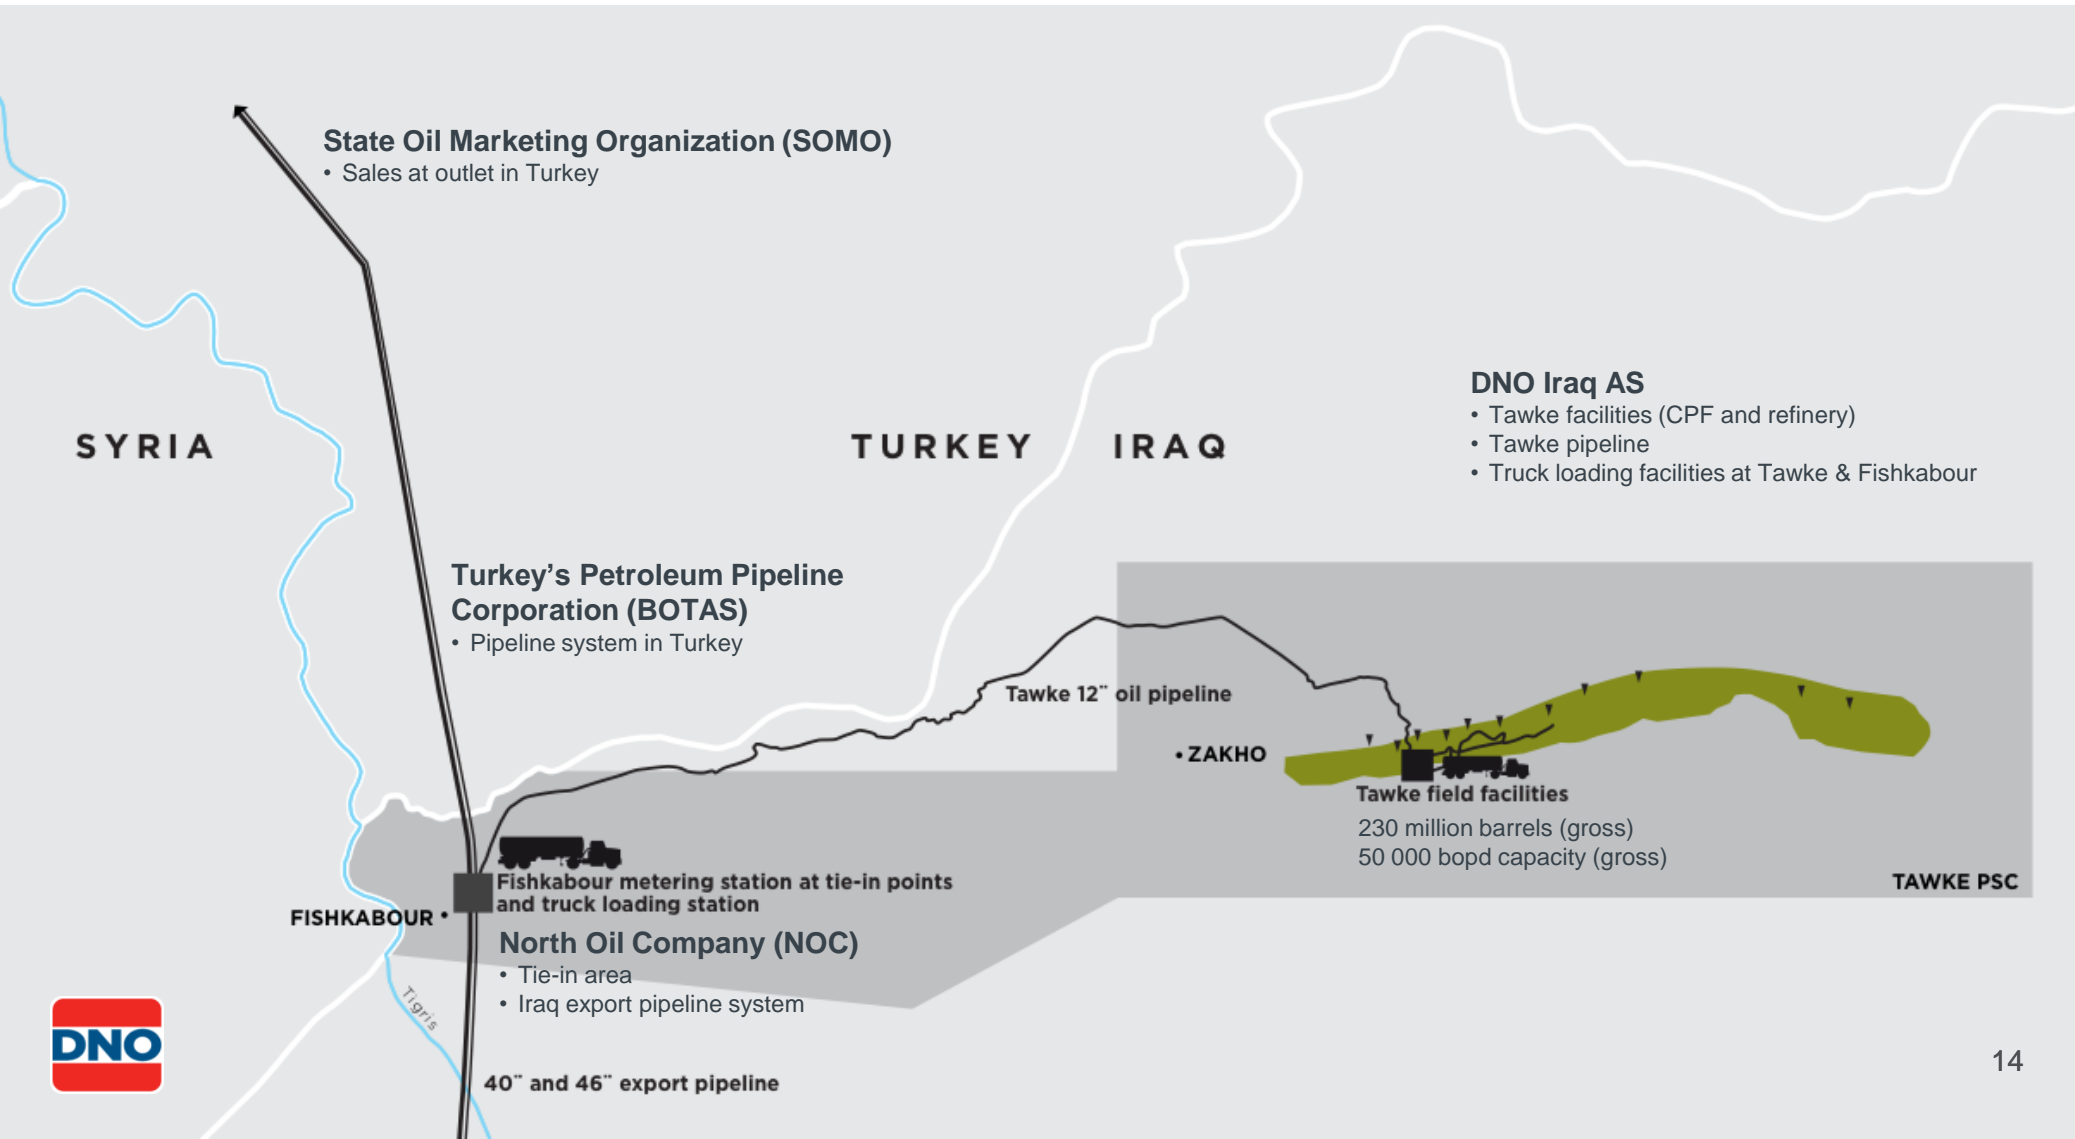 State Oil Marketing Organization (SOMO)
• Sales at outlet in Turkey
DNO Iraq AS
• Tawke facilities (CPF and refinery)
• Tawke pipeline
• Truck loading facilities at Tawke & Fishkabour
SYRIA
TURKEY
IRAQ
Turkey’s Petroleum Pipeline
Corporation (BOTAS)
• Pipeline system in Turkey
Tawke 12¨ oil pipeline
• ZAKHO
Tawke field facilities
230 million barrels (gross)
50 000 bopd capacity (gross)
TAWKE PSC
Fishkabour metering station at tie-in points
and truck loading station
FISHKABOUR •
North Oil Company (NOC)
• Tie-in area
• Iraq export pipeline system
Tigris
DNO
40¨ and 46¨ export pipeline
14